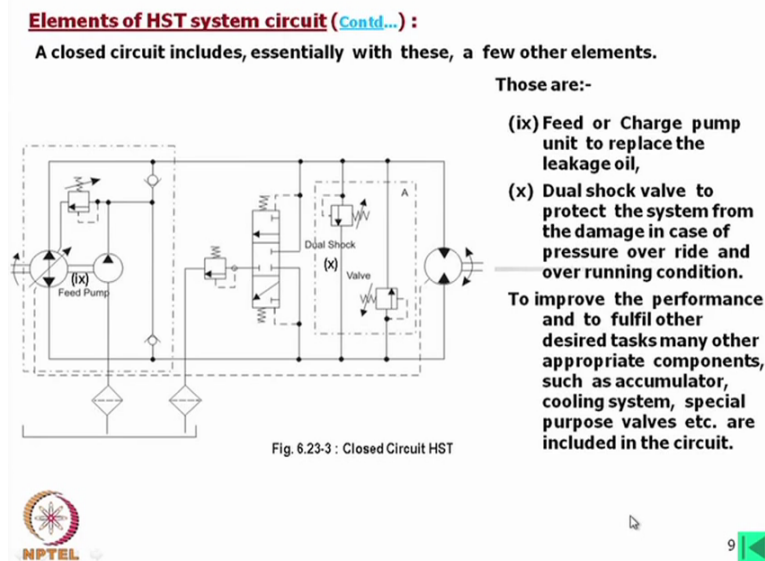 Elements of HST system circuit (Contd...) :
A closed circuit includes, essentially with these, a few other elements.
Those are:-
(ix) Feed or Charge pump
unit to replace the
leakage oil,
(x) Dual shock valve to
protect the system from
the damage in case of
pressure over ride and
over running condition.
To improve the performance
and to fulfil other
desired tasks many other
appropriate components,
such as accumulator,
cooling system, special
purpose valves etc. are
included in the circuit.
A
Dual Shock
(x)
Valve
(ix)
Feed Pump
Fig. 6.23-3 : Closed Circuit HST
NPTEL
9